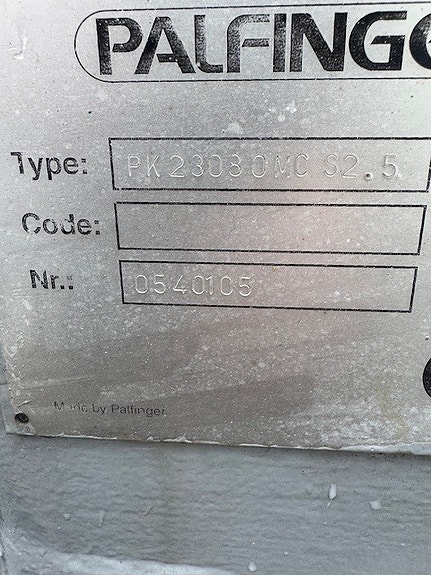 PALFINGE
Type: PK23080MC S2.5
Code:
Nr.: 0540105
Made by Palfinger